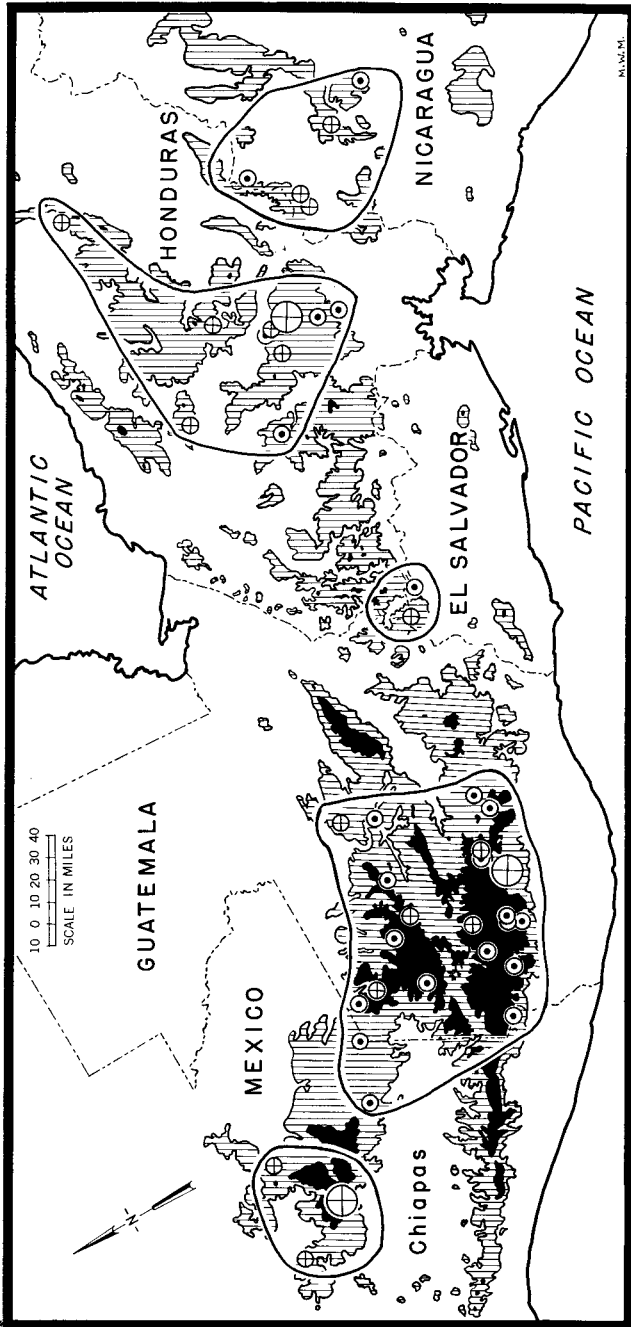 ATLANTIC
OCEAN
HONDURAS
NICARAGUA
GUATEMALA
10 0 10 20 30 40
SCALE IN MILES
MEXICO
EL SALVADOR
Chiapas
PACIFIC OCEAN
N
M.W.M.